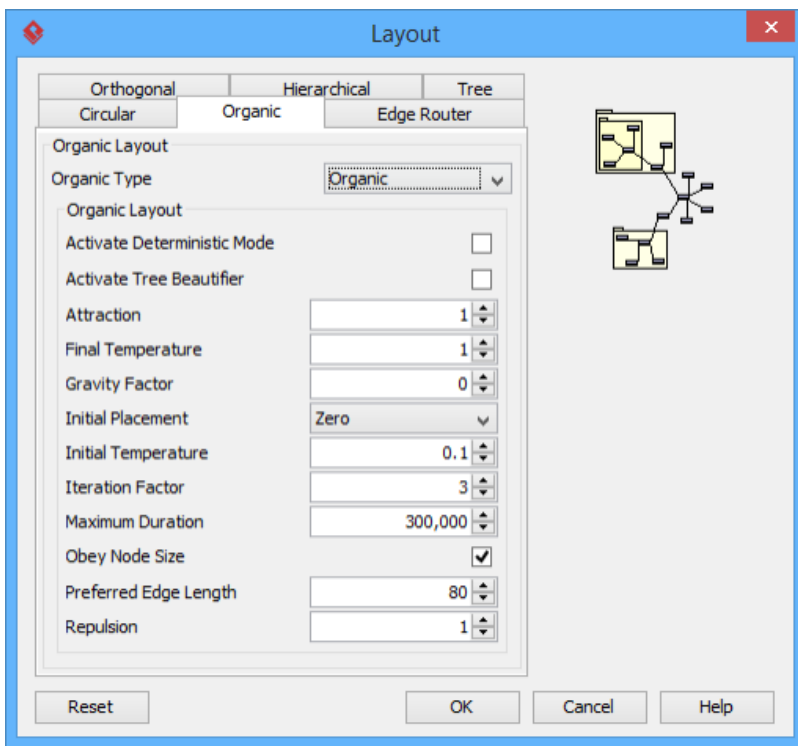 Layout
Orthogonal Hierarchical Tree
Circular Organic Edge Router
Organic Layout
Organic Type Organic
Organic Layout
Activate Deterministic Mode
Activate Tree Beautifier
Attraction 1
Final Temperature 1
Gravity Factor 0
Initial Placement Zero
Initial Temperature 0.1
Iteration Factor 3
Maximum Duration 300,000
Obey Node Size
Preferred Edge Length 80
Repulsion 1
Reset OK Cancel Help